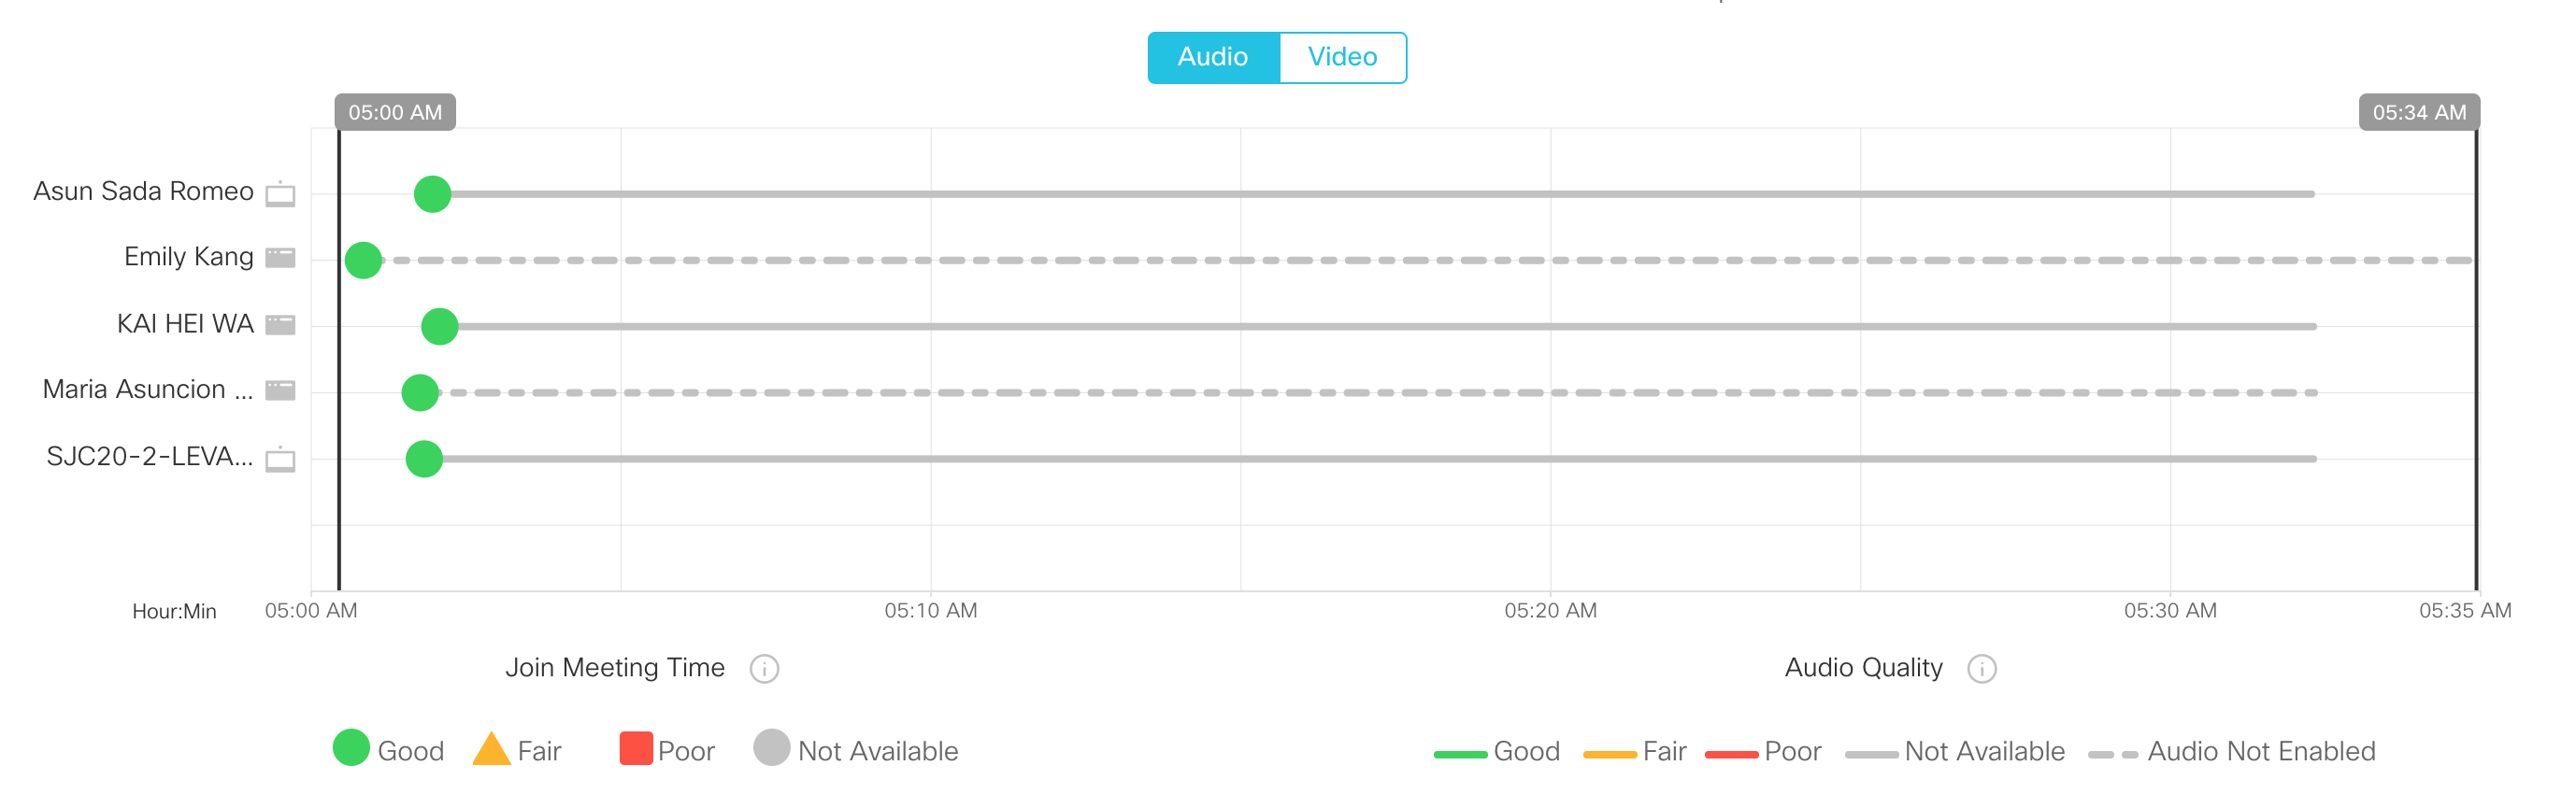 Audio Video
05:00 AM 05:34 AM
Asun Sada Romeo
Emily Kang
KAI HEI WA
Maria Asuncion ...
SJC20-2-LEVA...
Hour:Min 05:00 AM 05:10 AM 05:20 AM 05:30 AM 05:35 AM
Join Meeting Time Audio Quality
Good Fair Poor Not Available Good Fair Poor Not Available Audio Not Enabled